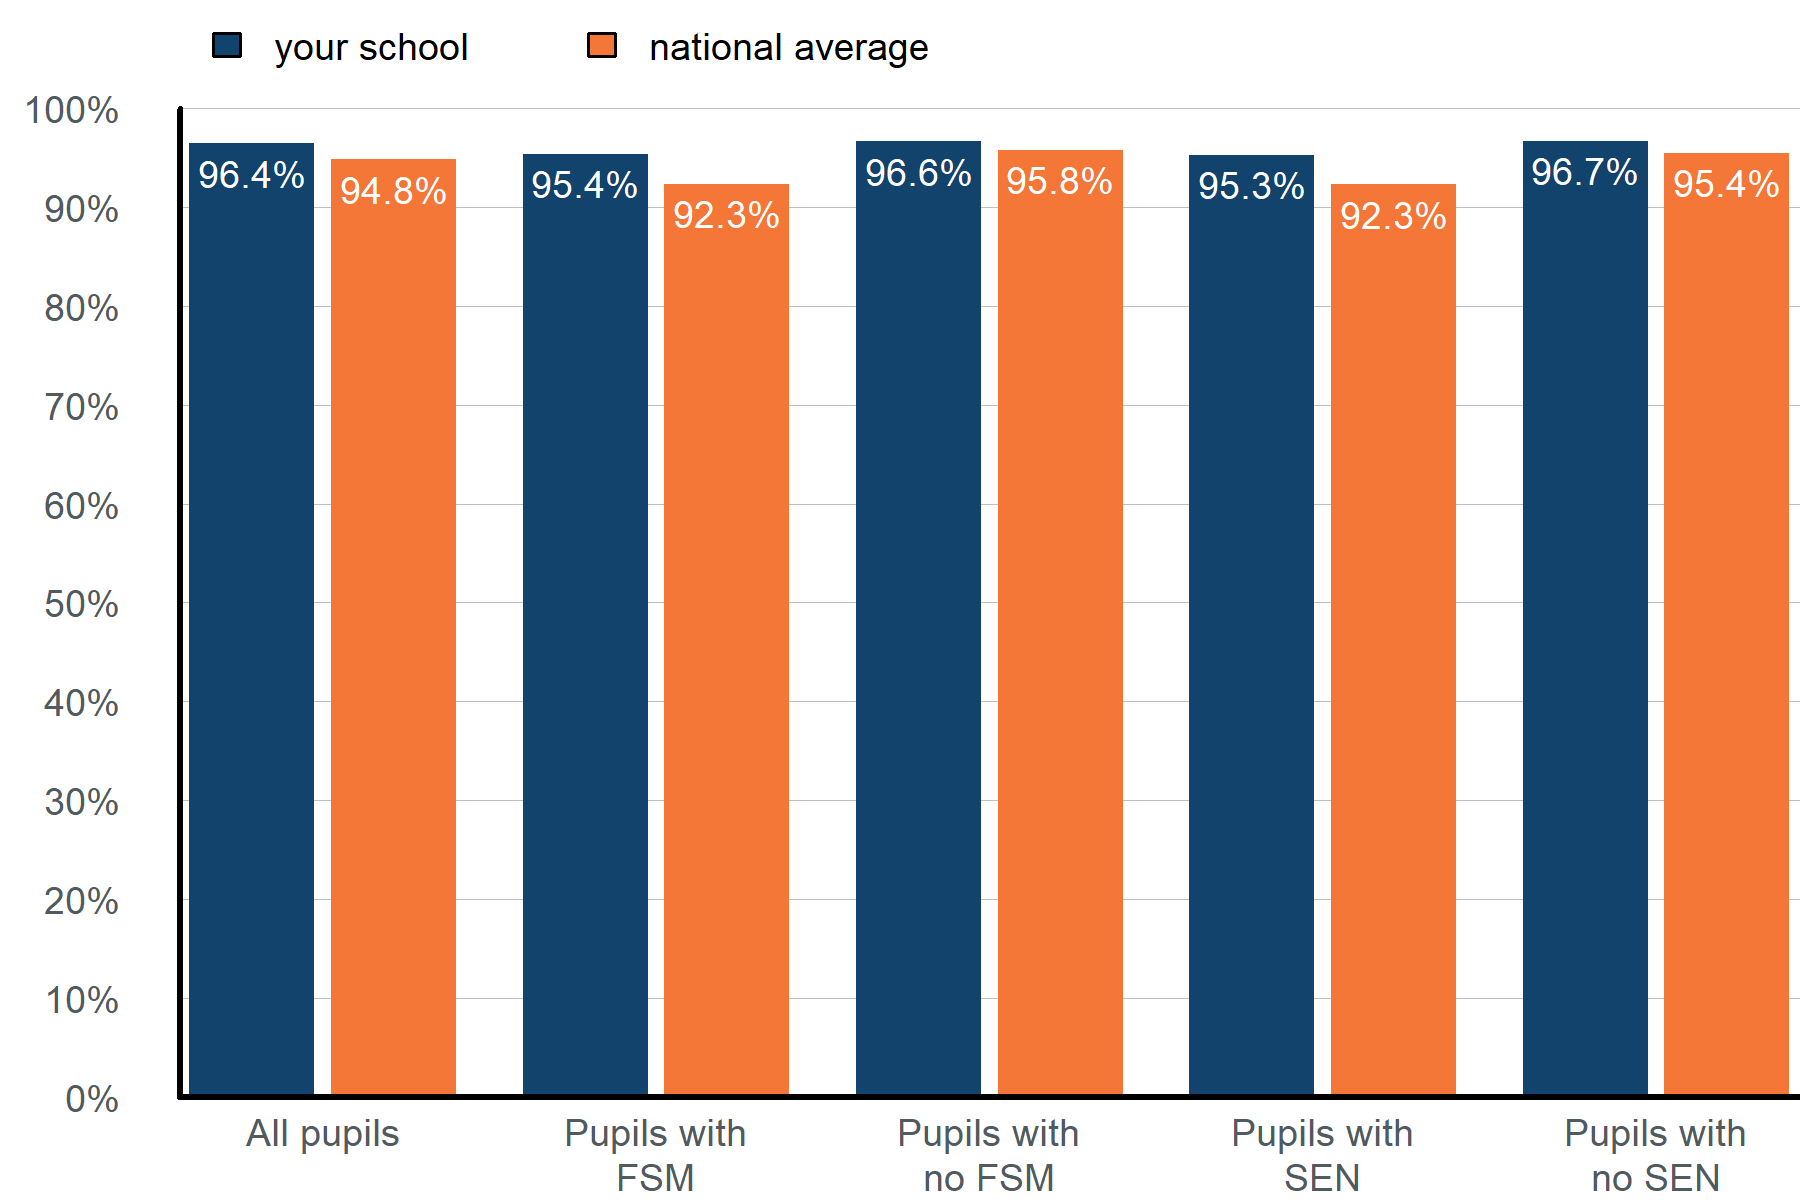 your school
national average
100%
90%
80%
70%
60%
50%
40%
30%
20%
10%
0%
96.4%
94.8%
95.4%
92.3%
96.6%
95.8%
95.3%
92.3%
96.7%
95.4%
All pupils
Pupils with
FSM
Pupils with
no FSM
Pupils with
SEN
Pupils with
no SEN